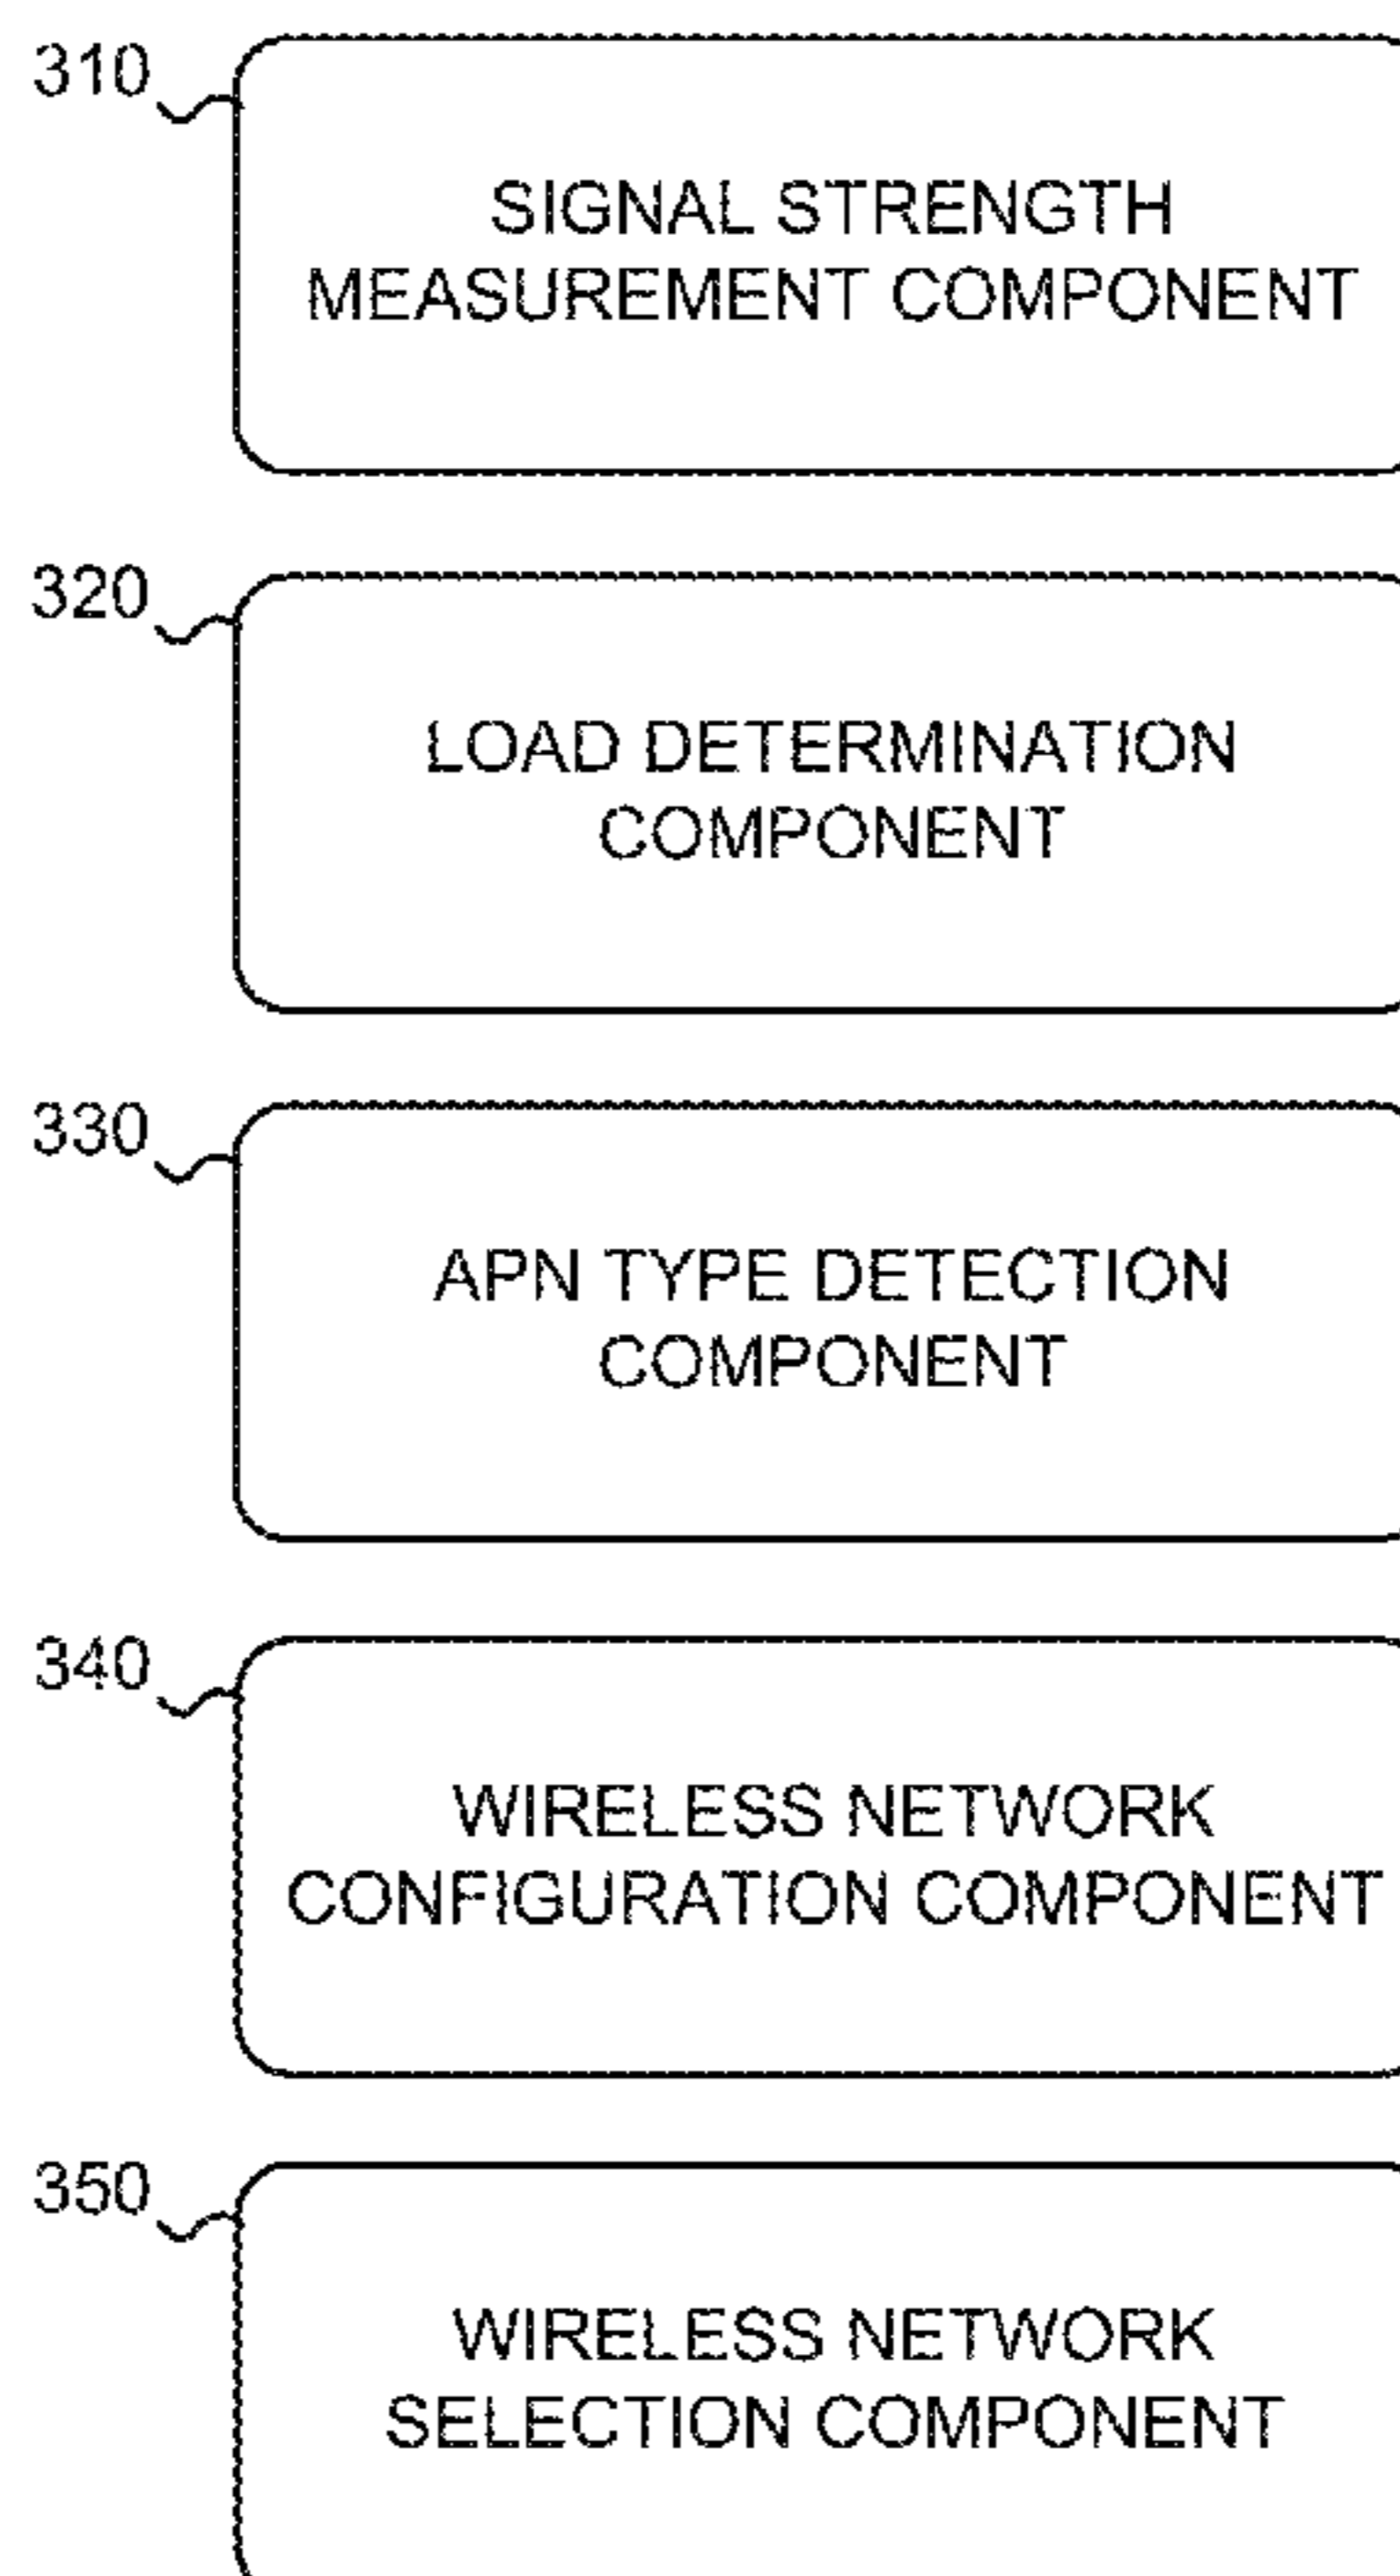 310
SIGNAL STRENGTH
MEASUREMENT COMPONENT
320
LOAD DETERMINATION
COMPONENT
330
APN TYPE DETECTION
COMPONENT
340
WIRELESS NETWORK
CONFIGURATION COMPONENT
350
WIRELESS NETWORK
SELECTION COMPONENT